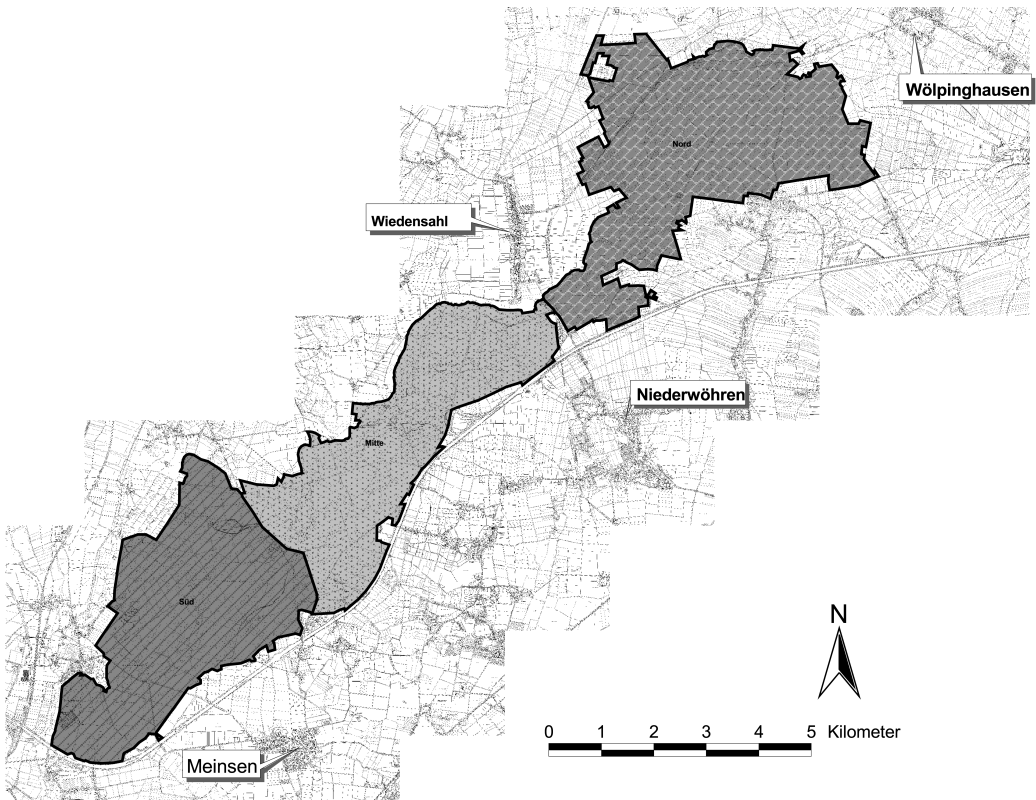 Wölpinghausen
Nord
Wiedensahl
Niederwöhren
Mitte
Süd
N
0 1 2 3 4 5 Kilometer
Meinsen